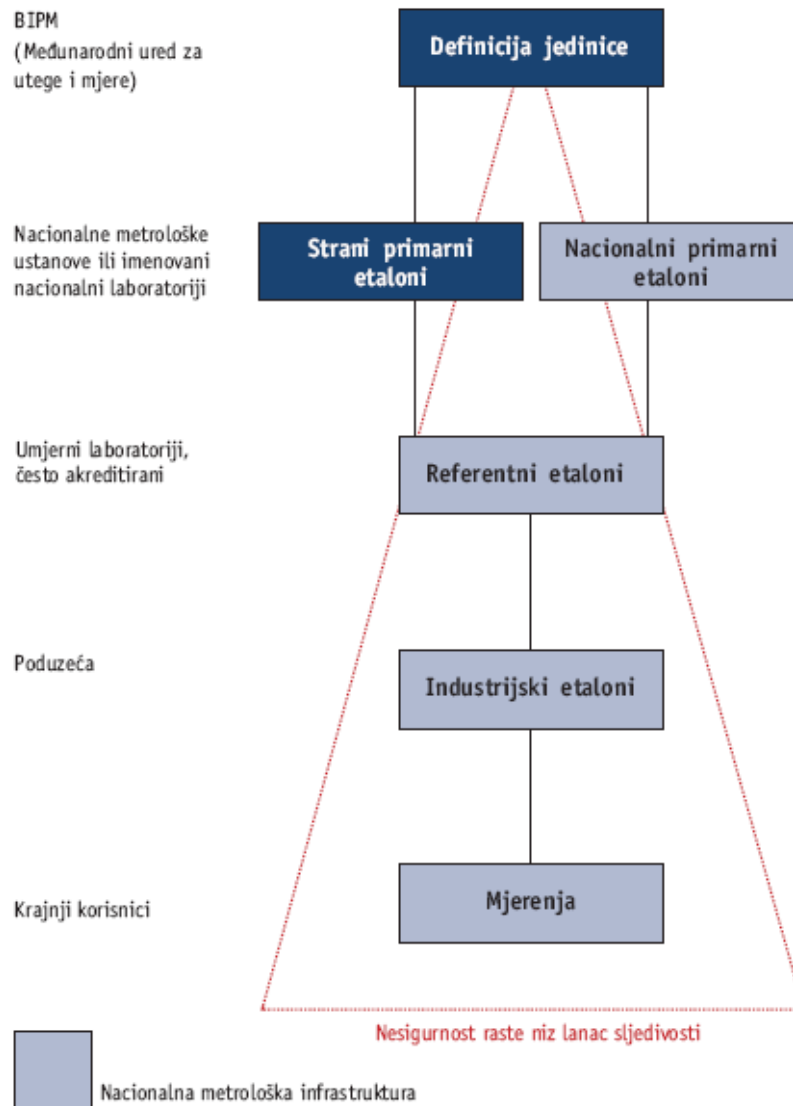 BIPM
(Međunarodni ured za
utege i mjere)
Definicija jedinice
Nacionalne metrološke
ustanove ili imenovani
nacionalni laboratoriji
Strani primarni
etaloni
Nacionalni primarni
etaloni
Umjerni laboratoriji,
često akreditirani
Referentni etaloni
Poduzeća
Industrijski etaloni
Krajnji korisnici
Mjerenja
Nesigurnost raste niz lanac sljedivosti
Nacionalna metrološka infrastruktura